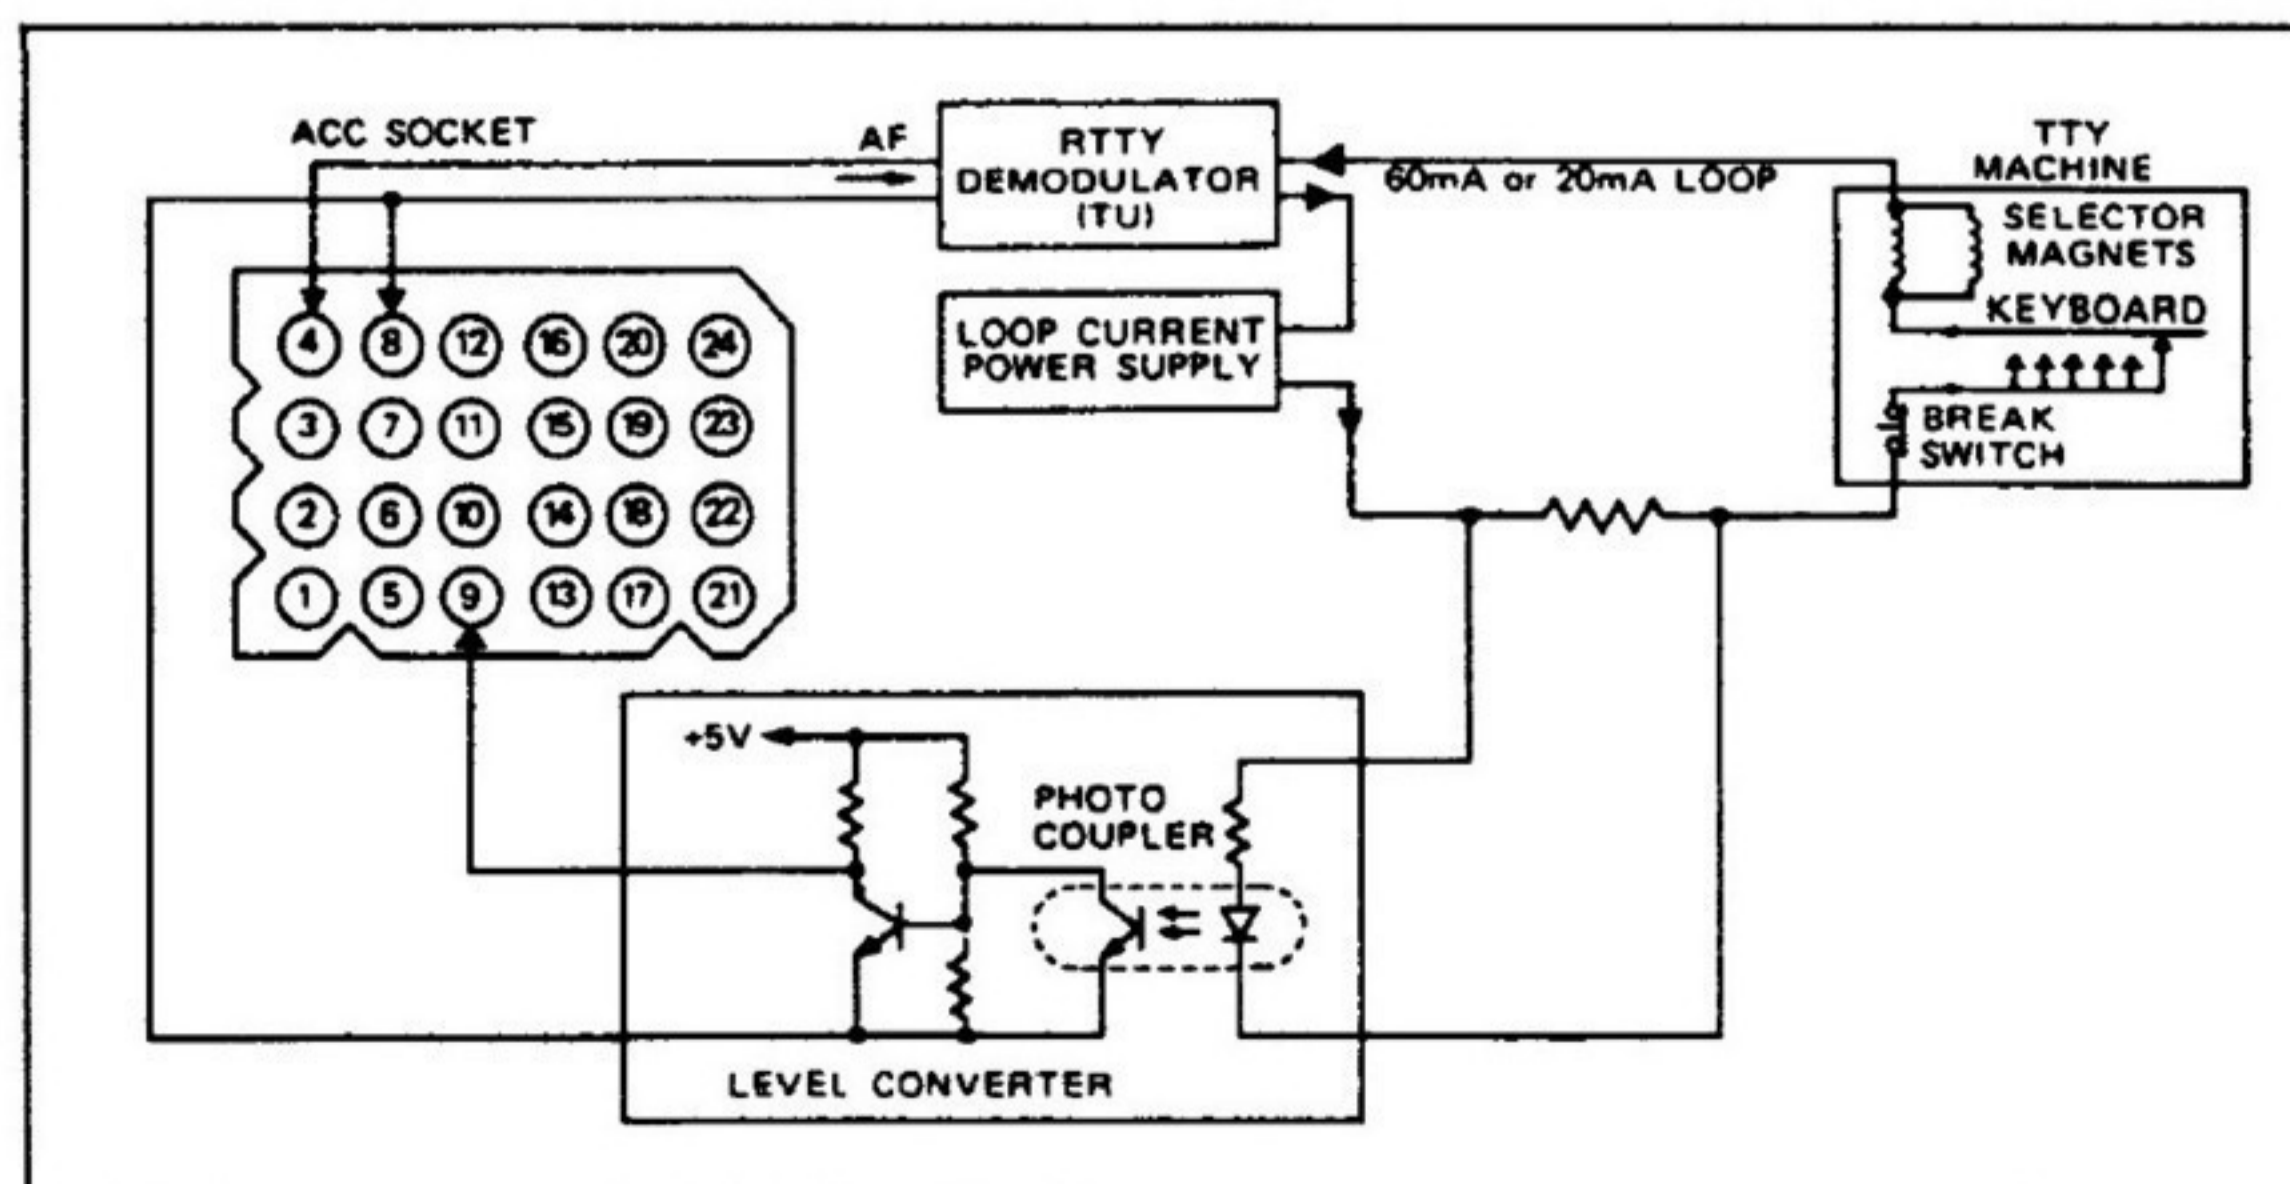 ACC SOCKET
AF
RTTY
DEMODULATOR
(TU)
60mA or 20mA LOOP
TTY
MACHINE
SELECTOR
MAGNETS
KEYBOARD
BREAK
SWITCH
LOOP CURRENT
POWER SUPPLY
4 8 12 16 20 24
3 7 11 15 19 23
2 6 10 14 18 22
1 5 9 13 17 21
+5V
PHOTO
COUPLER
LEVEL CONVERTER